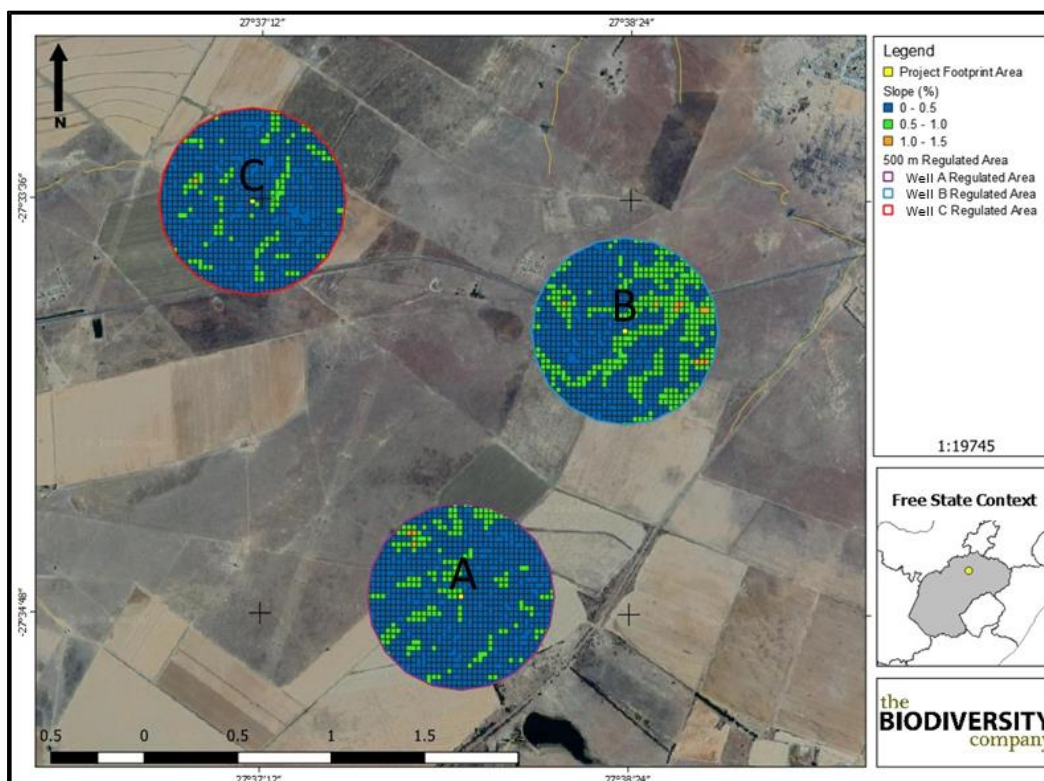 27°37'12"
27°38'24"
N
-27°33'36"
-27°34'48"
C
B
A
0.5
0
0.5
1
1.5
2
27°37'12"
27°38'24"
Legend
Project Footprint Area
Slope (%)
0 - 0.5
0.5 - 1.0
1.0 - 1.5
500 m Regulated Area
Well A Regulated Area
Well B Regulated Area
Well C Regulated Area
1:19745
Free State Context
the
BIODIVERSITY
company